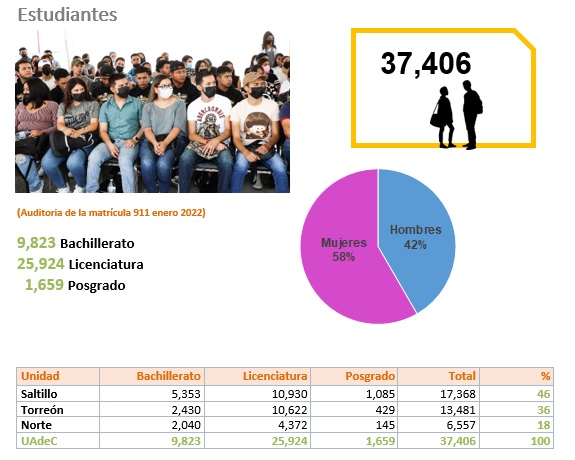 Estudiantes
37,406
(Auditoria de la matrícula 911 enero 2022)
9,823 Bachillerato
25,924 Licenciatura
1,659 Posgrado
Hombres
42%
Mujeres
58%
Unidad Bachillerato Licenciatura Posgrado Total %
Saltillo 5,353 10,930 1,085 17,368 46
Torreón 2,430 10,622 429 13,481 36
Norte 2,040 4,372 145 6,557 18
UAdeC 9,823 25,924 1,659 37,406 100